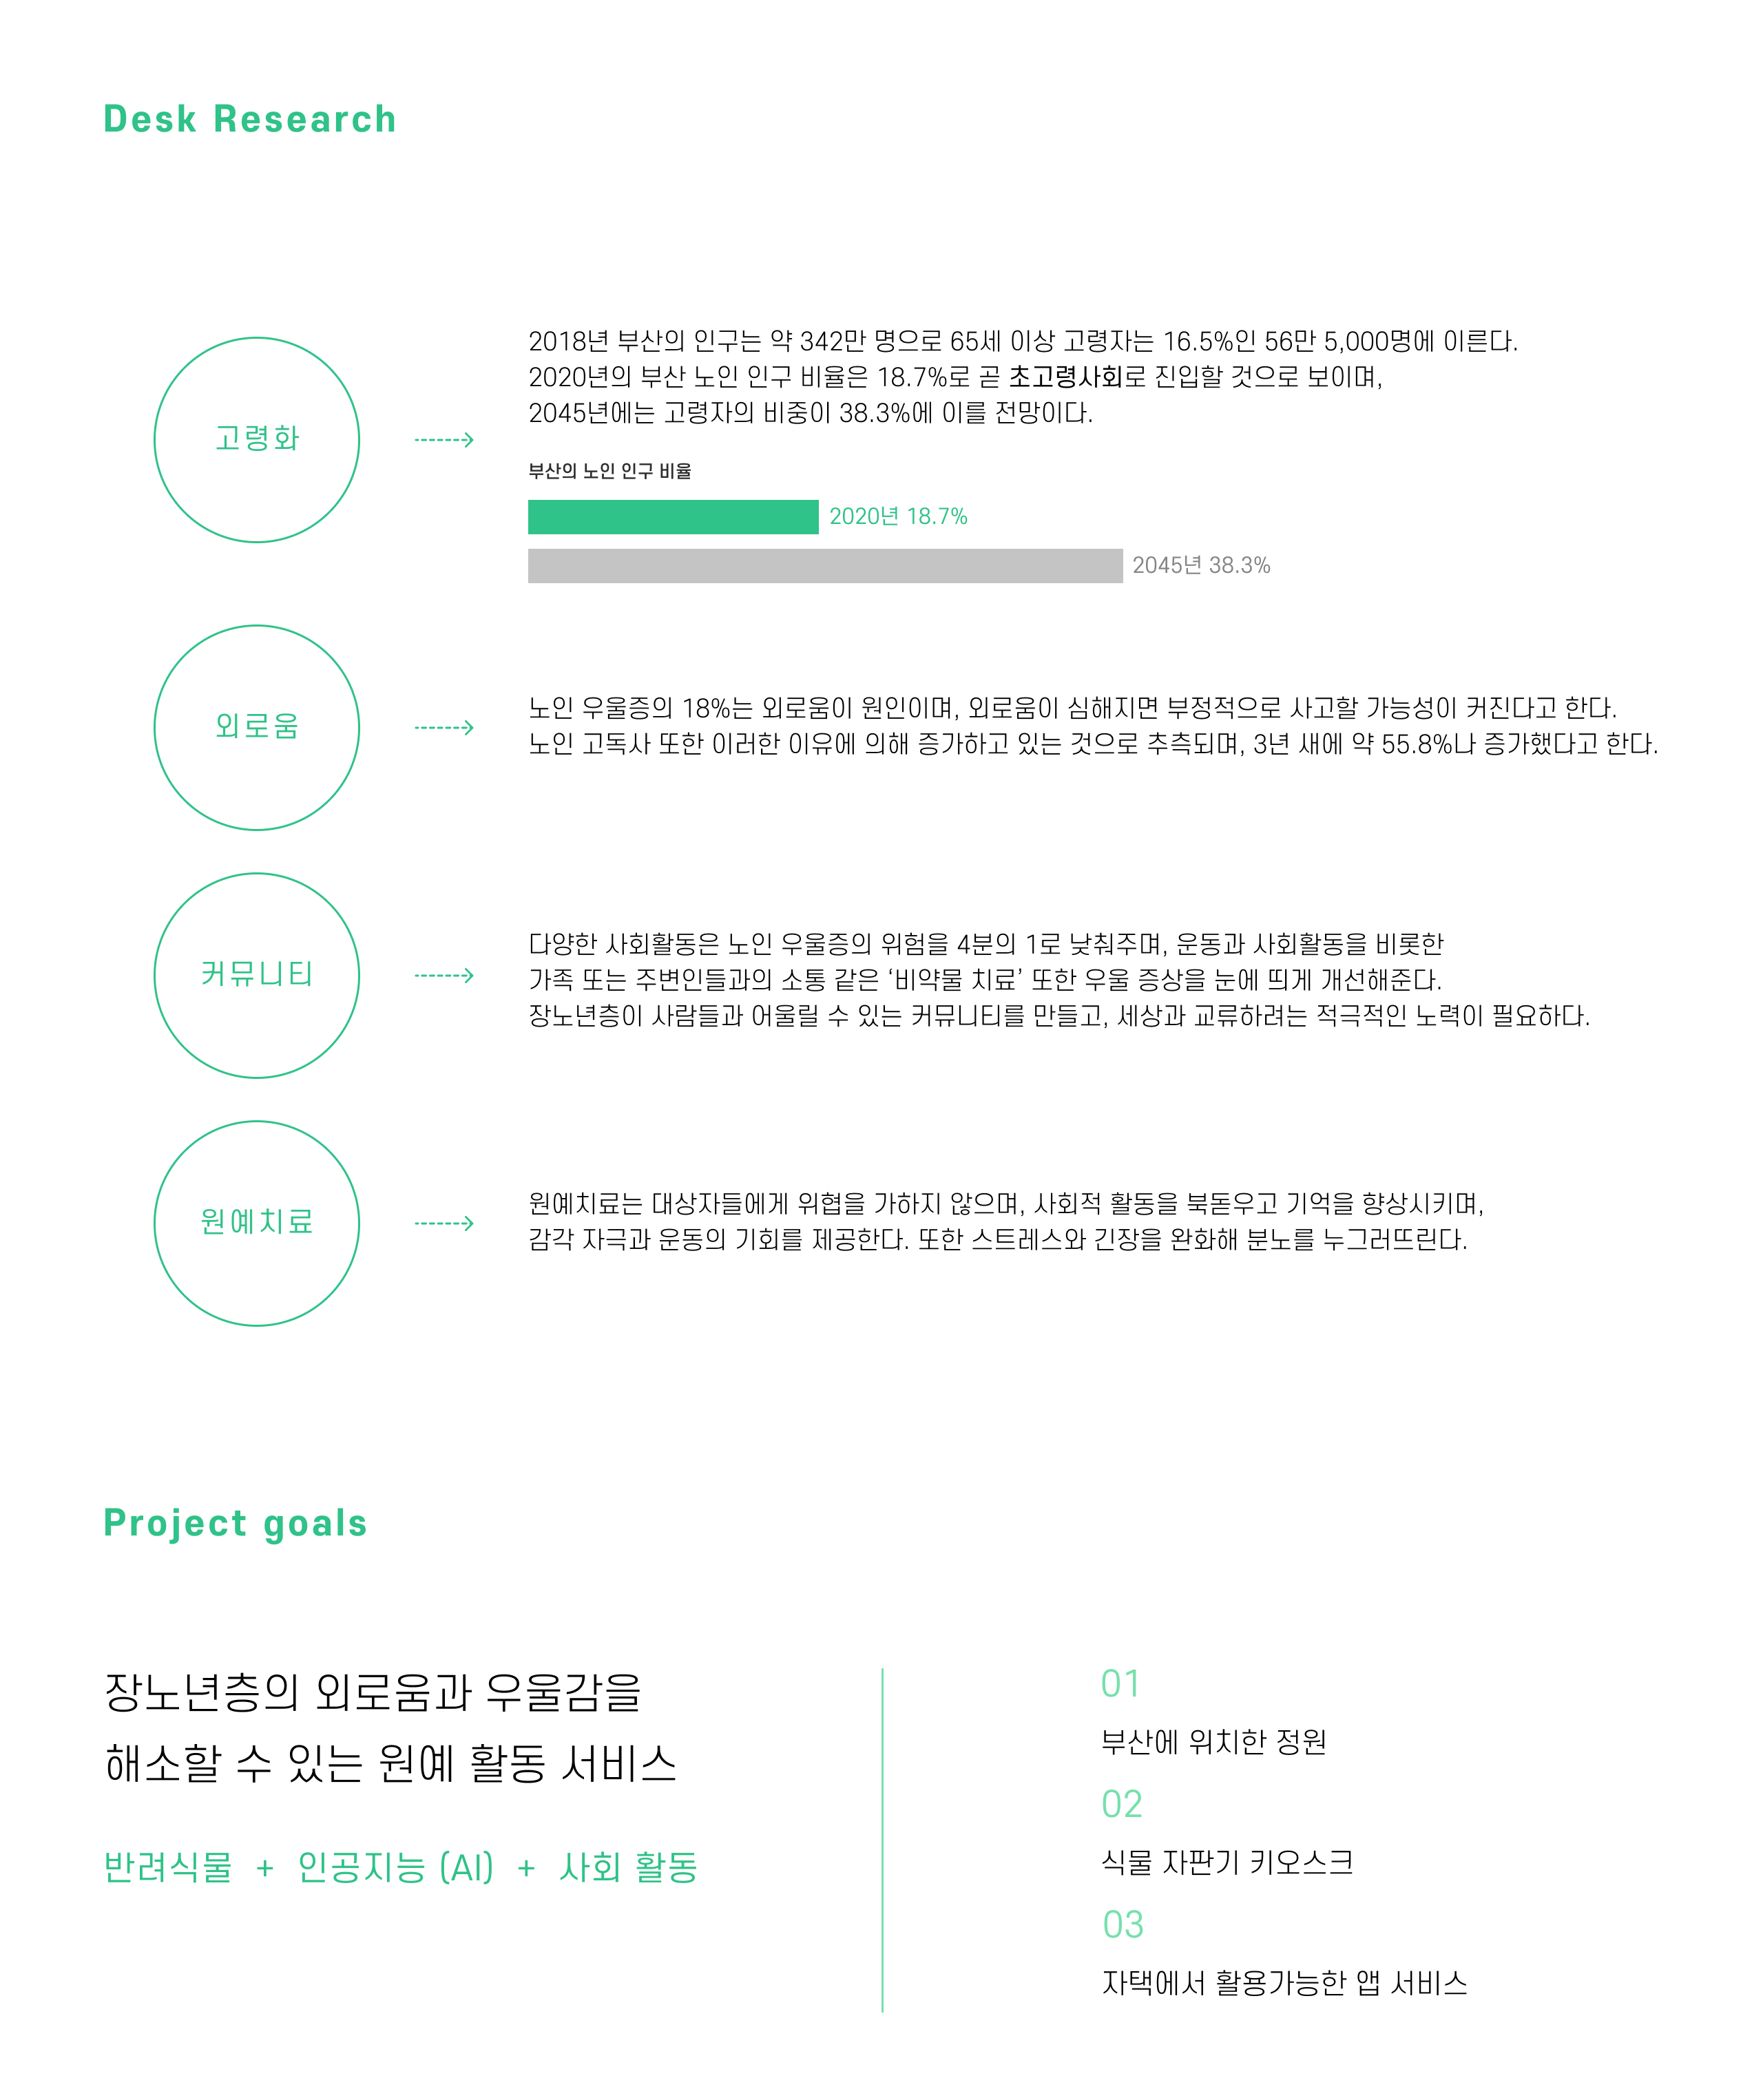 Desk Research
고령화
2018년 부산의 인구는 약 342만 명으로 65세 이상 고령자는 16.5%인 56만 5,000명에 이른다.
2020년의 부산 노인 인구 비율은 18.7%로 곧 초고령사회로 진입할 것으로 보이며,
2045년에는 고령자의 비중이 38.3%에 이를 전망이다.
부산의 노인 인구 비율
2020년 18.7%
2045년 38.3%
외로움
노인 우울증의 18%는 외로움이 원인이며, 외로움이 심해지면 부정적으로 사고할 가능성이 커진다고 한다.
노인 고독사 또한 이러한 이유에 의해 증가하고 있는 것으로 추측되며, 3년 새에 약 55.8%나 증가했다고 한다.
커뮤니티
다양한 사회활동은 노인 우울증의 위험을 4분의 1로 낮춰주며, 운동과 사회활동을 비롯한
가족 또는 주변인들과의 소통 같은 ‘비약물 치료’ 또한 우울 증상을 눈에 띄게 개선해준다.
장노년층이 사람들과 어울릴 수 있는 커뮤니티를 만들고, 세상과 교류하려는 적극적인 노력이 필요하다.
원예치료
원예치료는 대상자들에게 위협을 가하지 않으며, 사회적 활동을 북돋우고 기억을 향상시키며,
감각 자극과 운동의 기회를 제공한다. 또한 스트레스와 긴장을 완화해 분노를 누그러뜨린다.
Project goals
장노년층의 외로움과 우울감을
해소할 수 있는 원예 활동 서비스
반려식물 + 인공지능 (AI) + 사회 활동
01
부산에 위치한 정원
02
식물 자판기 키오스크
03
자택에서 활용가능한 앱 서비스